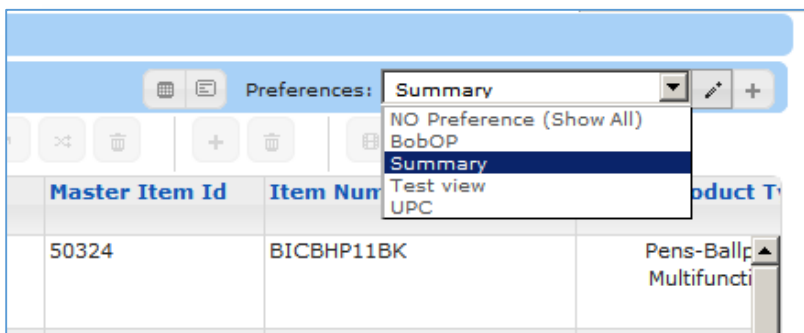 Preferences: Summary
NO Preference (Show All)
BobOP
Summary
Test view
UPC
Master Item Id Item Num oduct Ty
50324 BICBHP11BK Pens-Ballp
Multifuncti